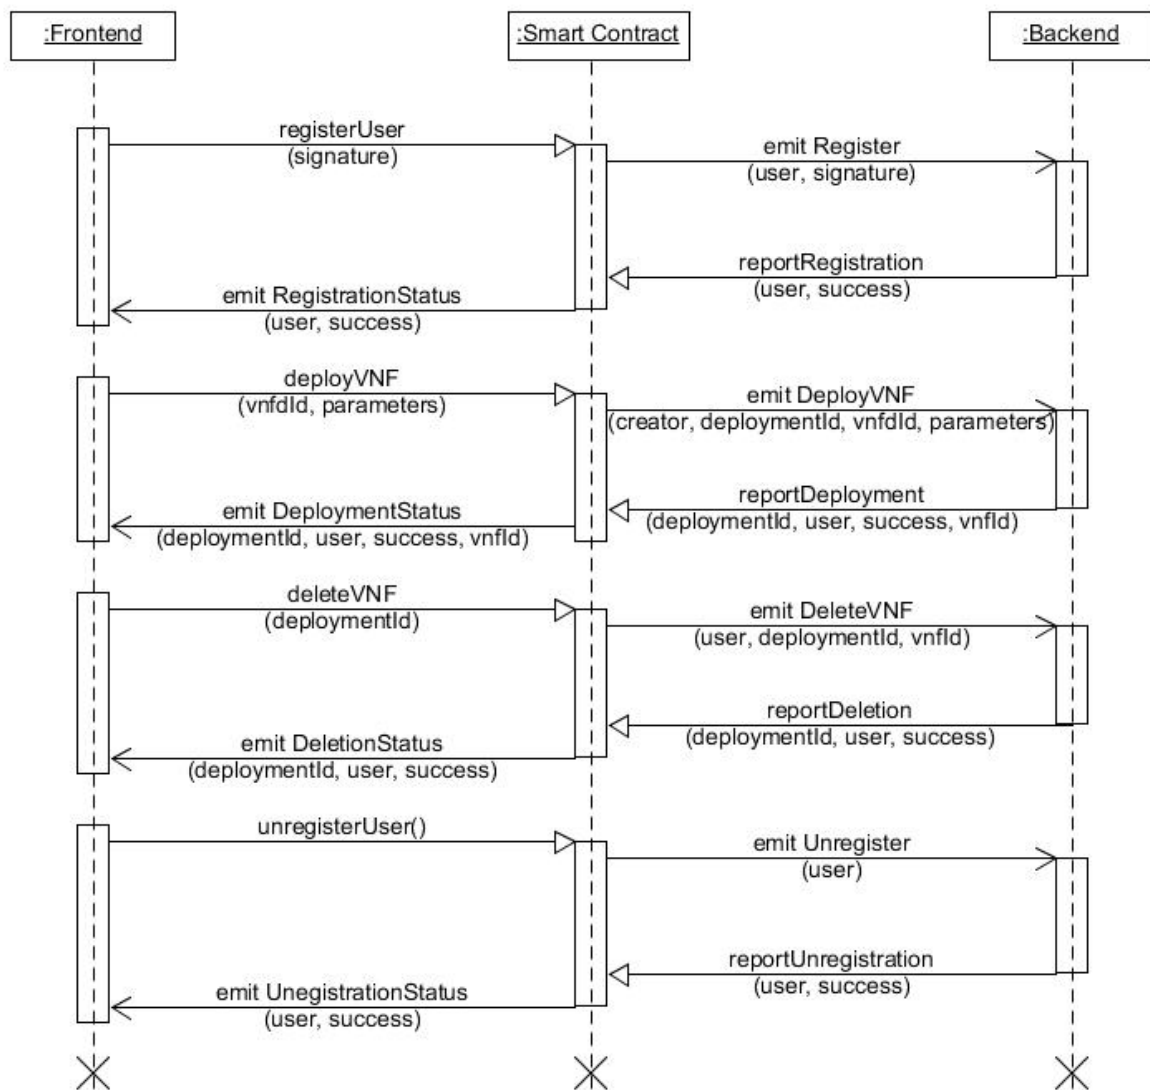 :Frontend
:Smart Contract
:Backend
registerUser
(signature)
emit Register
(user, signature)
reportRegistration
(user, success)
emit RegistrationStatus
(user, success)
deployVNF
(vnfdId, parameters)
emit DeployVNF
(creator, deploymentId, vnfdId, parameters)
reportDeployment
(deploymentId, user, success, vnfId)
emit DeploymentStatus
(deploymentId, user, success, vnfId)
deleteVNF
(deploymentId)
emit DeleteVNF
(user, deploymentId, vnfId)
reportDeletion
(deploymentId, user, success)
emit DeletionStatus
(deploymentId, user, success)
unregisterUser()
emit Unregister
(user)
reportUnregistration
(user, success)
emit UnegistrationStatus
(user, success)